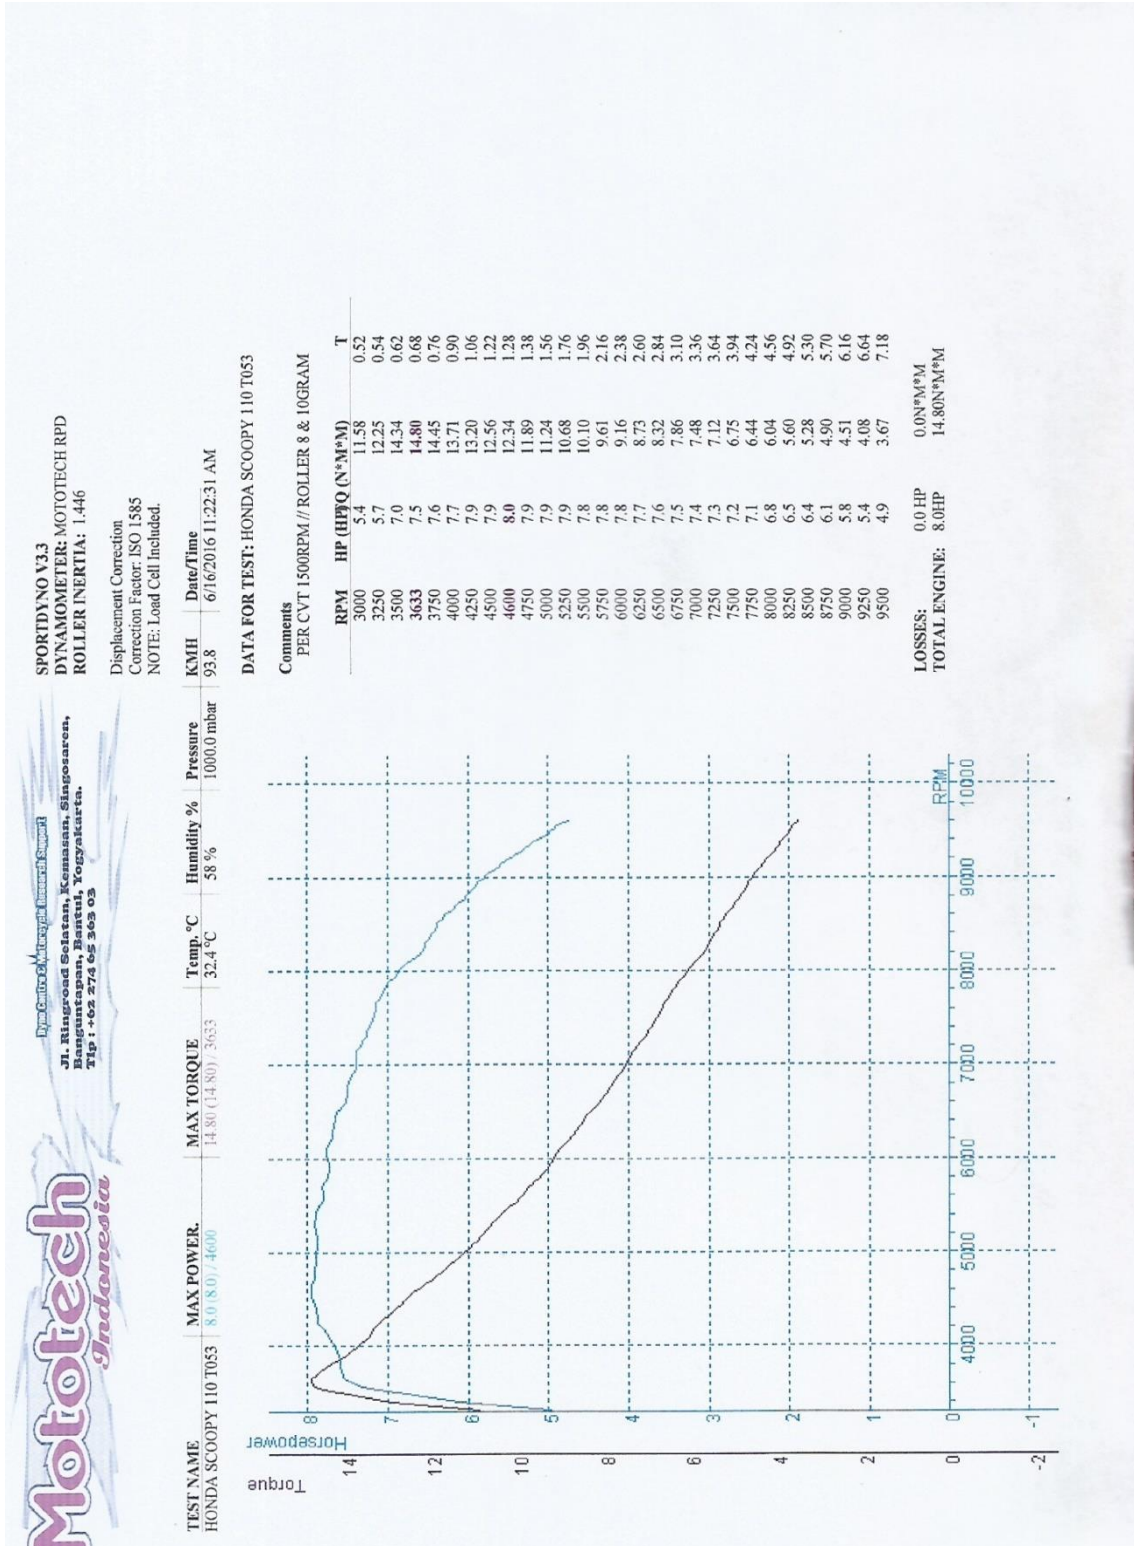 Mototech
Indonesia
Dyno Centre & Motorcycle Research Support
Jl. Ringroad Selatan, Kemasan, Singosaren,
Banguntapan, Bantul, Yogyakarta.
Tlp : +62 274 65 363 03
SPORTDYNO V3.3
DYNAMOMETER: MOTOTECH RPD
ROLLER INERTIA: 1.446
Displacement Correction
Correction Factor: ISO 1585
NOTE: Load Cell Included.
TEST NAME MAX POWER. MAX TORQUE Temp. °C Humidity % Pressure KMH Date/Time
HONDA SCOOPY 110 T053 8.0 (8.0) / 4600 14.80 (14.80) / 3633 32.4 °C 58 % 1000.0 mbar 93.8 6/16/2016 11:22:31 AM
Torque
Horsepower
14
12
10
8
6
4
2
0
-2
8
7
6
5
4
3
2
1
0
-1
4000 5000 6000 7000 8000 9000 10000
RPM
DATA FOR TEST: HONDA SCOOPY 110 T053
Comments
PER CVT 1500RPM // ROLLER 8 & 10GRAM
RPM HP (HP)TQ (N*M*M) T
3000 5.4 11.58 0.52
3250 5.7 12.25 0.54
3500 7.0 14.34 0.62
3633 7.5 14.80 0.68
3750 7.6 14.45 0.76
4000 7.7 13.71 0.90
4250 7.9 13.20 1.06
4500 7.9 12.56 1.22
4600 8.0 12.34 1.28
4750 7.9 11.89 1.38
5000 7.9 11.24 1.56
5250 7.9 10.68 1.76
5500 7.8 10.10 1.96
5750 7.8 9.61 2.16
6000 7.8 9.16 2.38
6250 7.7 8.73 2.60
6500 7.6 8.32 2.84
6750 7.5 7.86 3.10
7000 7.4 7.48 3.36
7250 7.3 7.12 3.64
7500 7.2 6.75 3.94
7750 7.1 6.44 4.24
8000 6.8 6.04 4.56
8250 6.5 5.60 4.92
8500 6.4 5.28 5.30
8750 6.1 4.90 5.70
9000 5.8 4.51 6.16
9250 5.4 4.08 6.64
9500 4.9 3.67 7.18
LOSSES: 0.0 HP 0.0N*M*M
TOTAL ENGINE: 8.0HP 14.80N*M*M